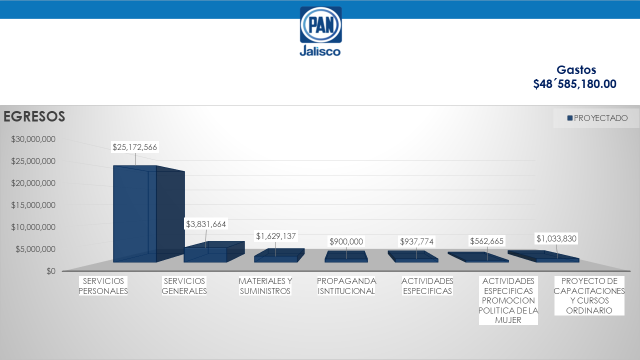 PAN
Jalisco
Gastos
$48´585,180.00
EGRESOS
PROYECTADO
$30,000,000
$25,000,000
$20,000,000
$15,000,000
$10,000,000
$5,000,000
$0
$25,172,566
$3,831,664
$1,629,137
$900,000
$937,774
$562,665
$1,033,830
SERVICIOS
PERSONALES
SERVICIOS
GENERALES
MATERIALES Y
SUMINISTROS
PROPAGANDA
ISNTITUCIONAL
ACTIVIDADES
ESPECIFICAS
ACTIVIDADES
ESPECIFICAS
PROMOCION
POLITICA DE LA
MUJER
PROYECTO DE
CAPACITACIONES
Y CURSOS
ORDINARIO